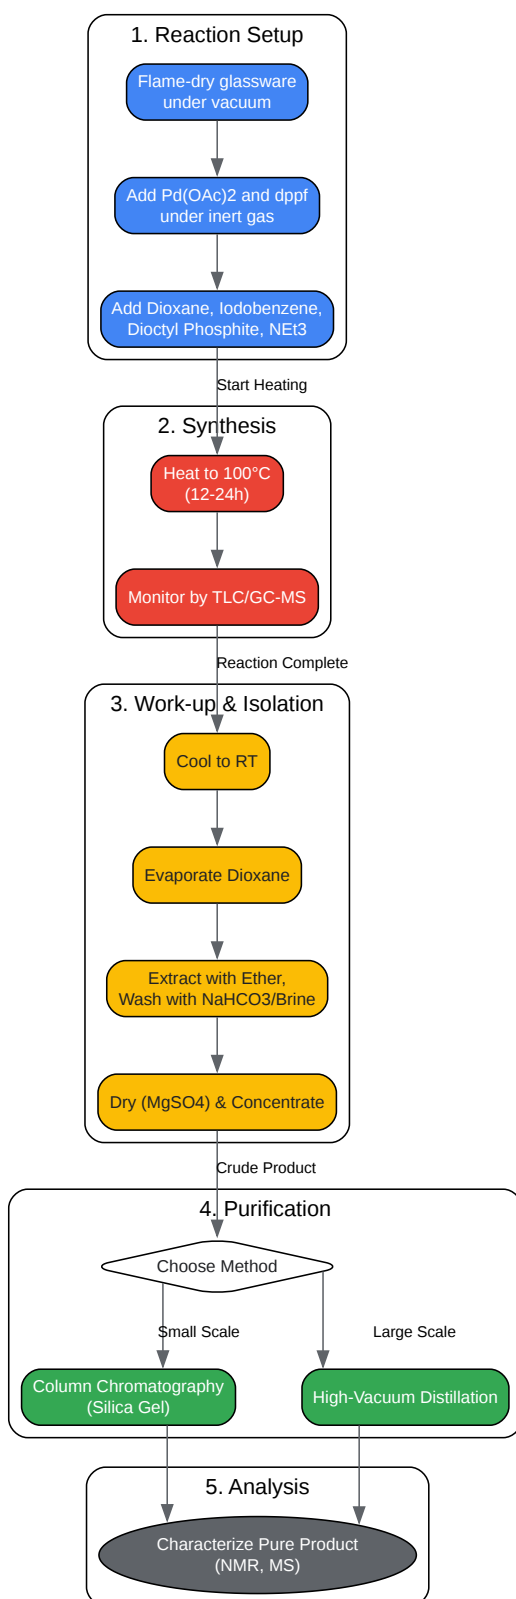 1. Reaction Setup
Flame-dry glassware
under vacuum
Add Pd(OAc)2 and dppf
under inert gas
Add Dioxane, Iodobenzene,
Dioctyl Phosphite, NEt3
Start Heating
2. Synthesis
Heat to 100°C
(12-24h)
Monitor by TLC/GC-MS
Reaction Complete
3. Work-up & Isolation
Cool to RT
Evaporate Dioxane
Extract with Ether,
Wash with NaHCO3/Brine
Dry (MgSO4) & Concentrate
Crude Product
4. Purification
Choose Method
Small Scale
Large Scale
Column Chromatography
(Silica Gel)
High-Vacuum Distillation
5. Analysis
Characterize Pure Product
(NMR, MS)